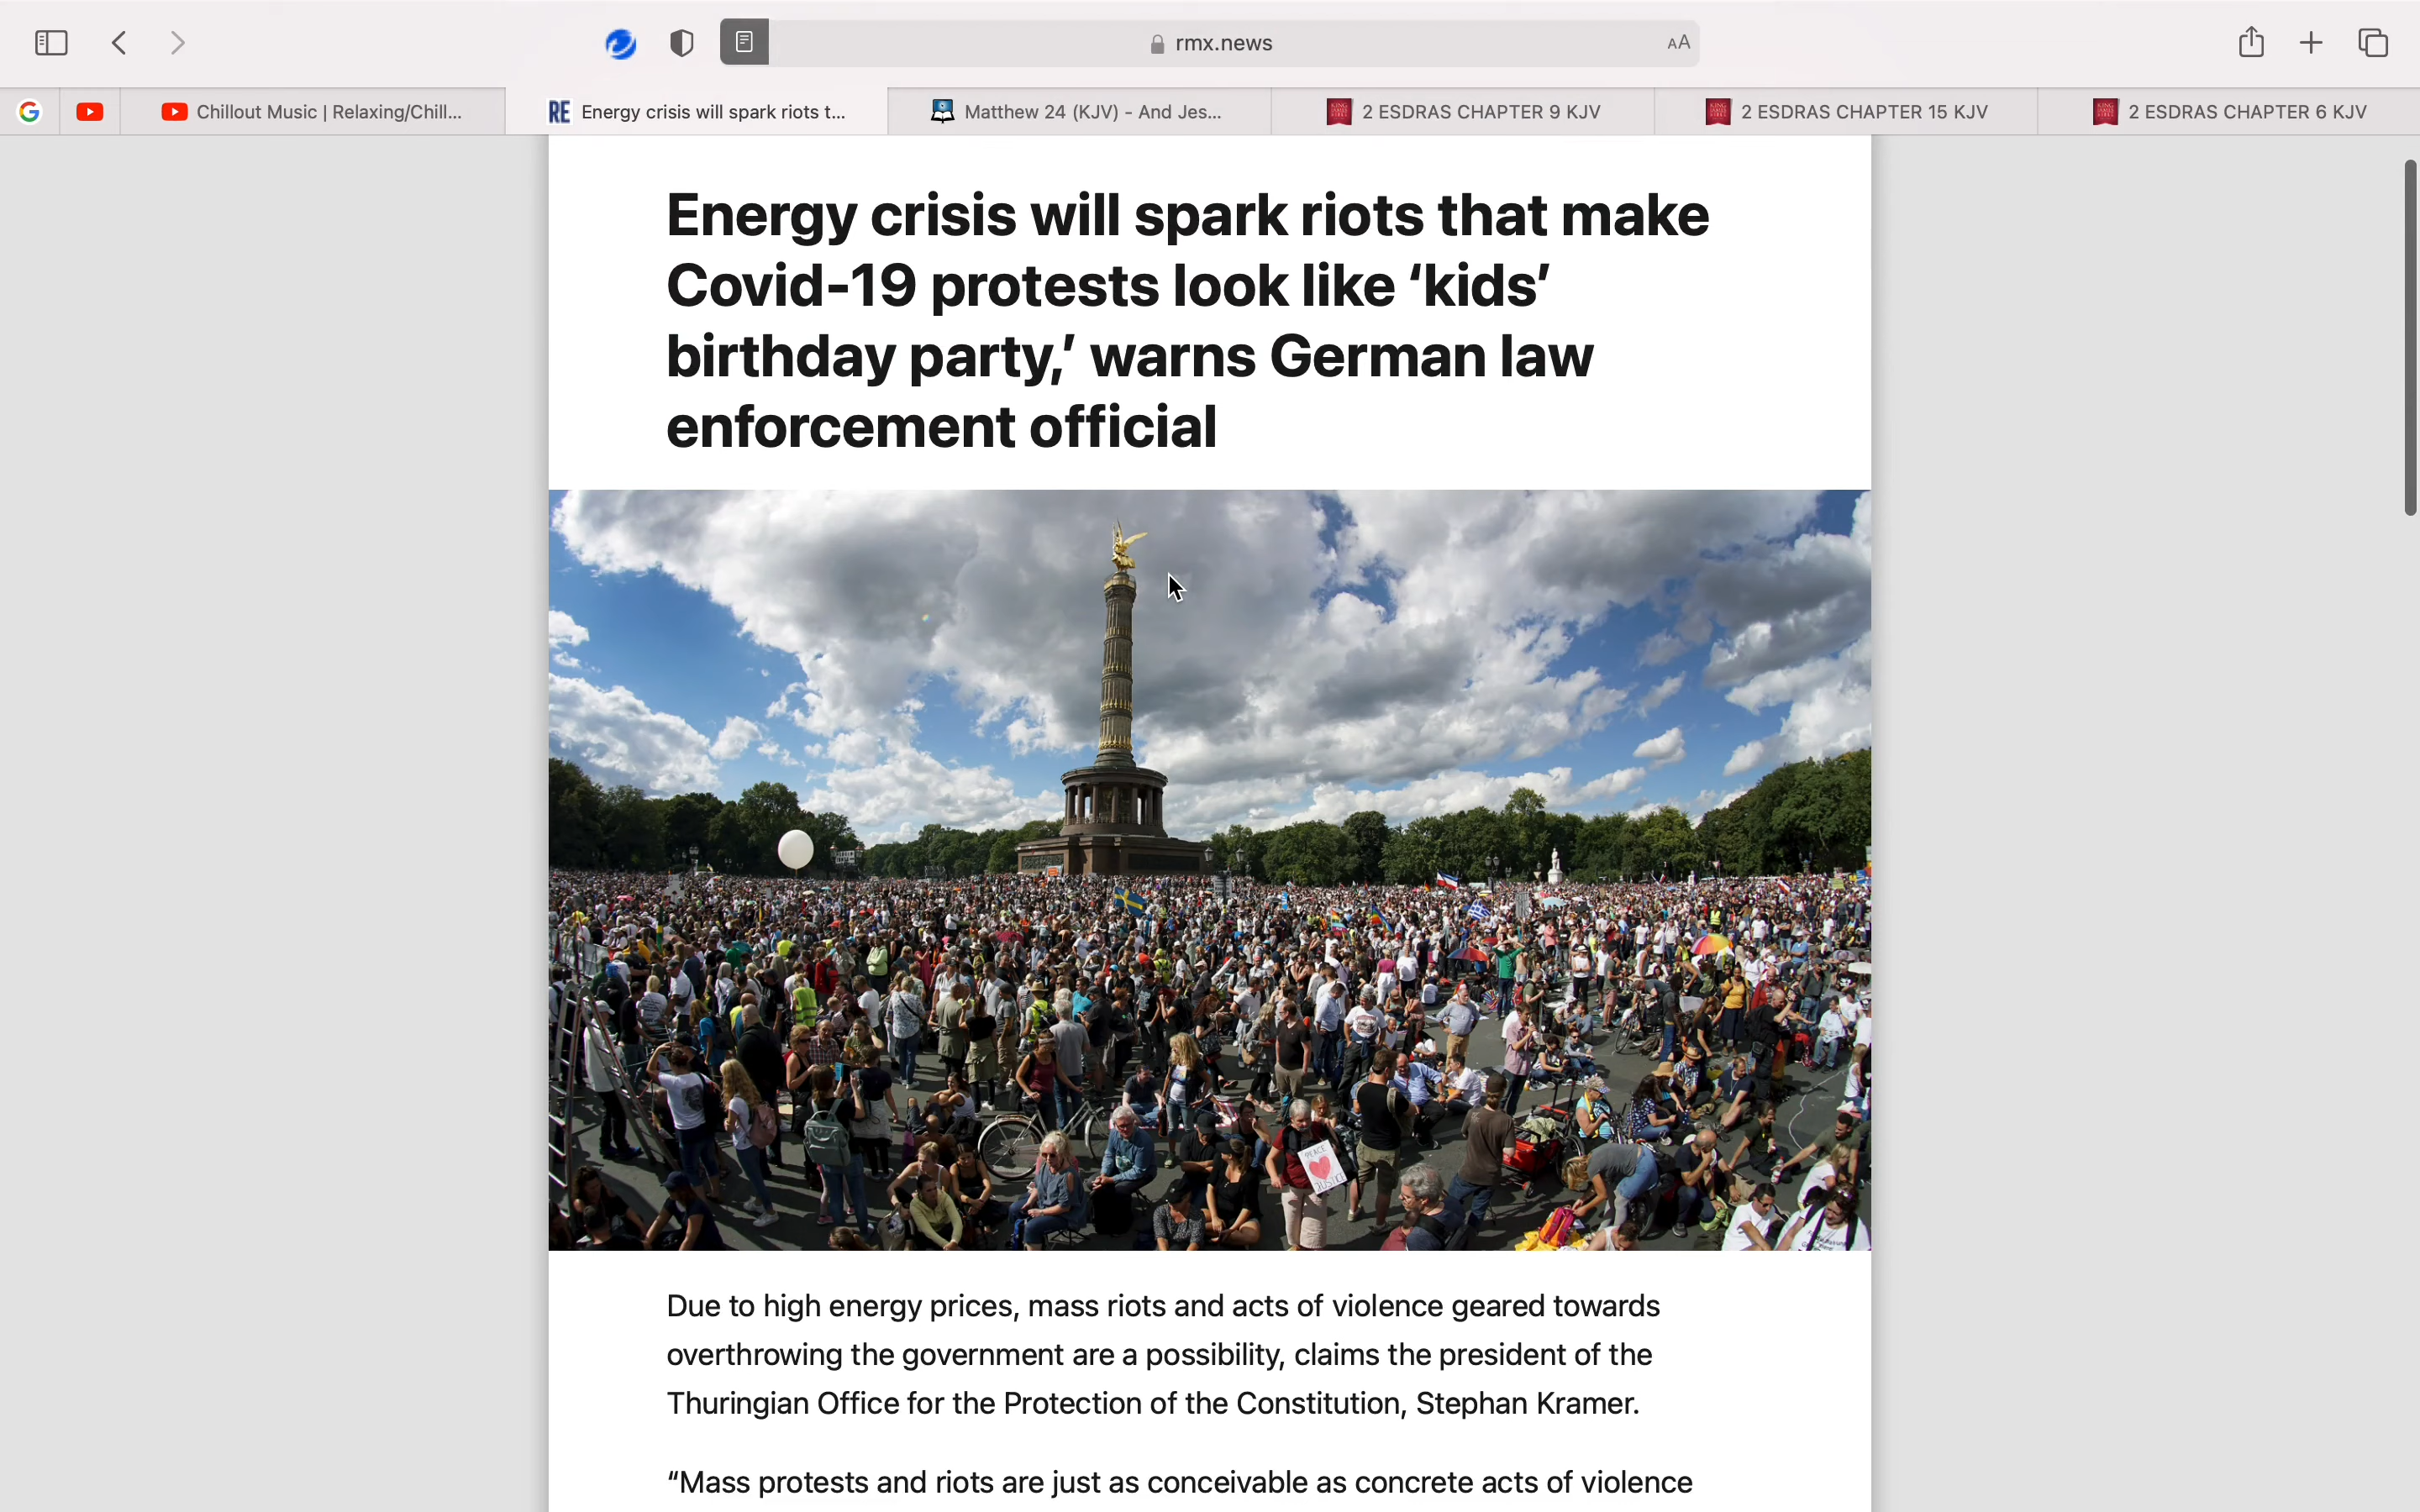 rmx.news
AA
Chillout Music | Relaxing/Chill...
RE Energy crisis will spark riots t...
Matthew 24 (KJV) - And Jes...
2 ESDRAS CHAPTER 9 KJV
2 ESDRAS CHAPTER 15 KJV
2 ESDRAS CHAPTER 6 KJV
Energy crisis will spark riots that make
Covid-19 protests look like ‘kids’
birthday party,’ warns German law
enforcement official
PEACE
JUSTICE
Due to high energy prices, mass riots and acts of violence geared towards
overthrowing the government are a possibility, claims the president of the
Thuringian Office for the Protection of the Constitution, Stephan Kramer.
“Mass protests and riots are just as conceivable as concrete acts of violence